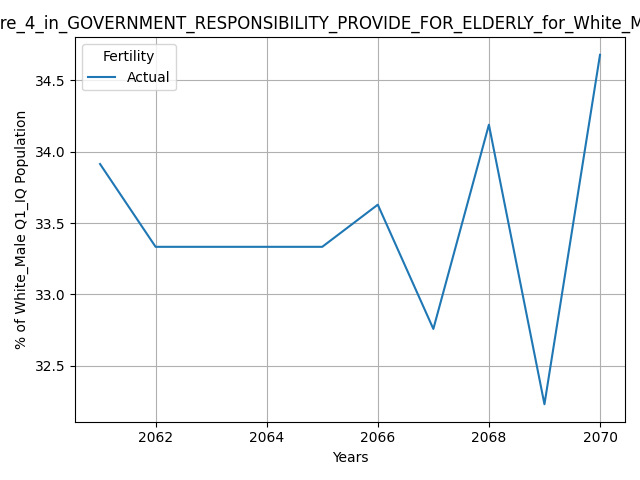 re_4_in_GOVERNMENT_RESPONSIBILITY_PROVIDE_FOR_ELDERLY_for_White_M
Fertility
Actual
34.5
34.0
33.5
33.0
32.5
% of White_Male Q1_IQ Population
2062 2064 2066 2068 2070
Years